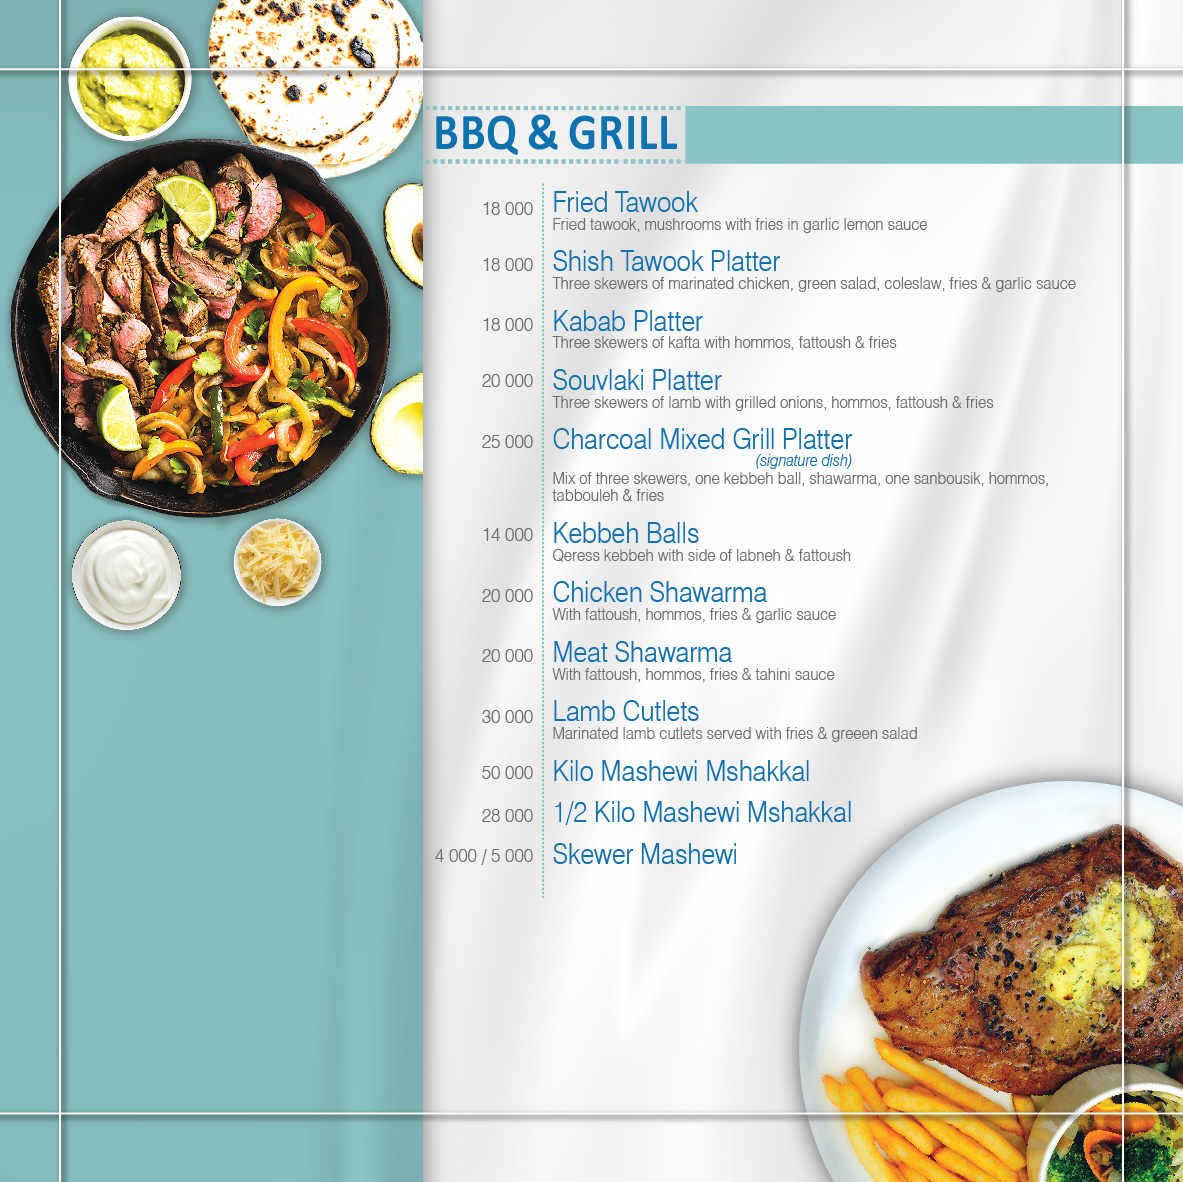 BBQ & GRILL
18 000 Fried Tawook
Fried tawook, mushrooms with fries in garlic lemon sauce
18 000 Shish Tawook Platter
Three skewers of marinated chicken, green salad, coleslaw, fries & garlic sauce
18 000 Kabab Platter
Three skewers of kafta with hommos, fattoush & fries
20 000 Souvlaki Platter
Three skewers of lamb with grilled onions, hommos, fattoush & fries
25 000 Charcoal Mixed Grill Platter
(signature dish)
Mix of three skewers, one kebbeh ball, shawarma, one sanbousik, hommos,
tabbouleh & fries
14 000 Kebbeh Balls
Qeress kebbeh with side of labneh & fattoush
20 000 Chicken Shawarma
With fattoush, hommos, fries & garlic sauce
20 000 Meat Shawarma
With fattoush, hommos, fries & tahini sauce
30 000 Lamb Cutlets
Marinated lamb cutlets served with fries & greeen salad
50 000 Kilo Mashewi Mshakkal
28 000 1/2 Kilo Mashewi Mshakkal
4 000 / 5 000 Skewer Mashewi